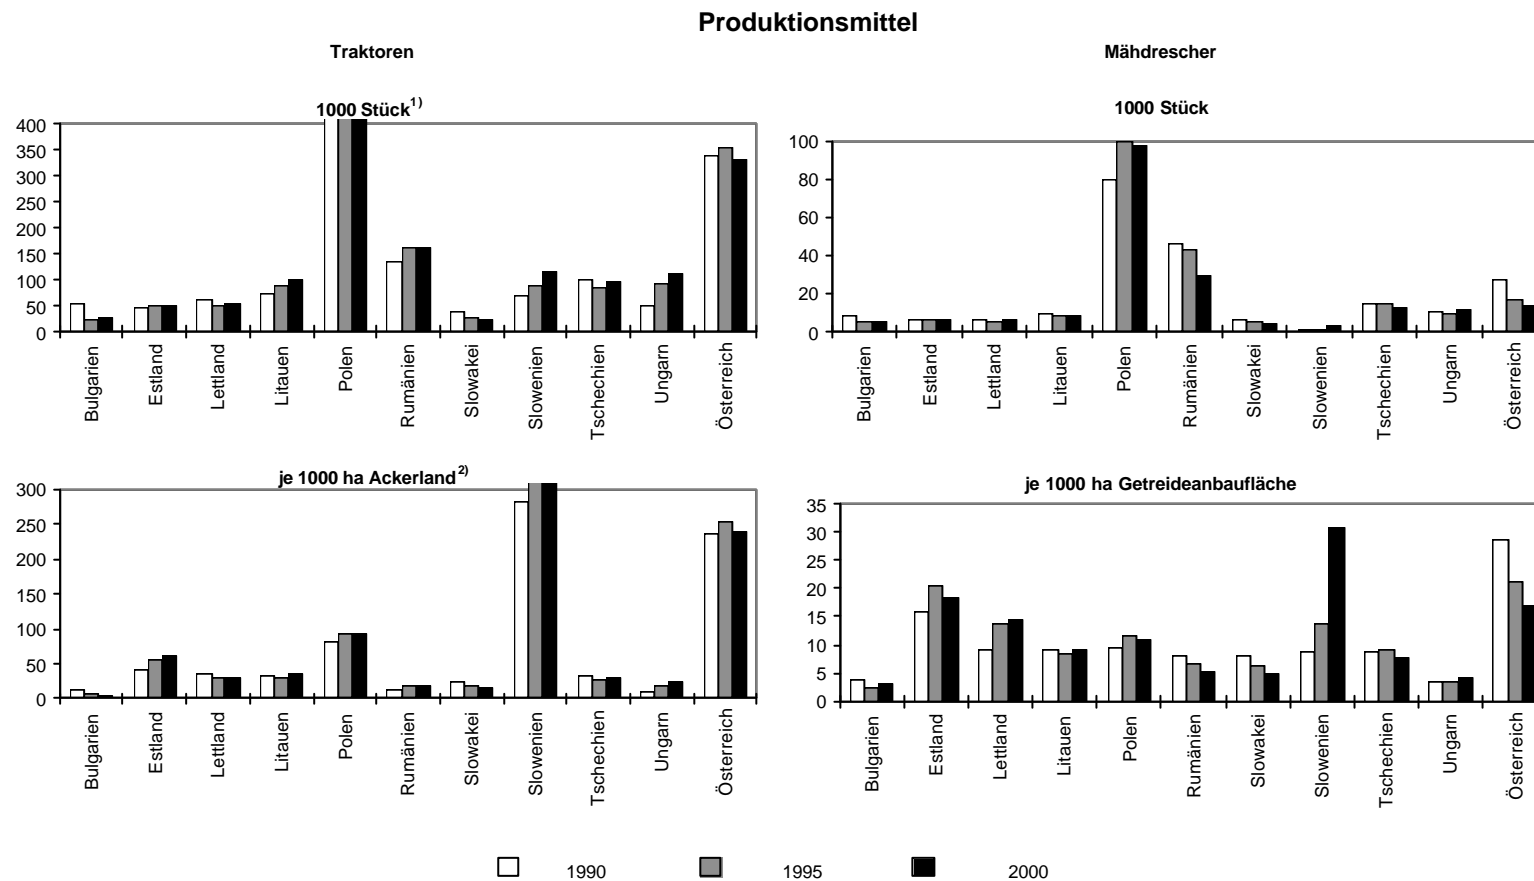 Produktionsmittel
Traktoren
Mähdrescher
1000 Stück1)
400
350
300
250
200
150
100
50
0
Bulgarien
Estland
Lettland
Litauen
Polen
Rumänien
Slowakei
Slowenien
Tschechien
Ungarn
Österreich
1000 Stück
100
80
60
40
20
0
Bulgarien
Estland
Lettland
Litauen
Polen
Rumänien
Slowakei
Slowenien
Tschechien
Ungarn
Österreich
je 1000 ha Ackerland2)
300
250
200
150
100
50
0
Bulgarien
Estland
Lettland
Litauen
Polen
Rumänien
Slowakei
Slowenien
Tschechien
Ungarn
Österreich
je 1000 ha Getreideanbaufläche
35
30
25
20
15
10
5
0
Bulgarien
Estland
Lettland
Litauen
Polen
Rumänien
Slowakei
Slowenien
Tschechien
Ungarn
Österreich
1990 1995 2000